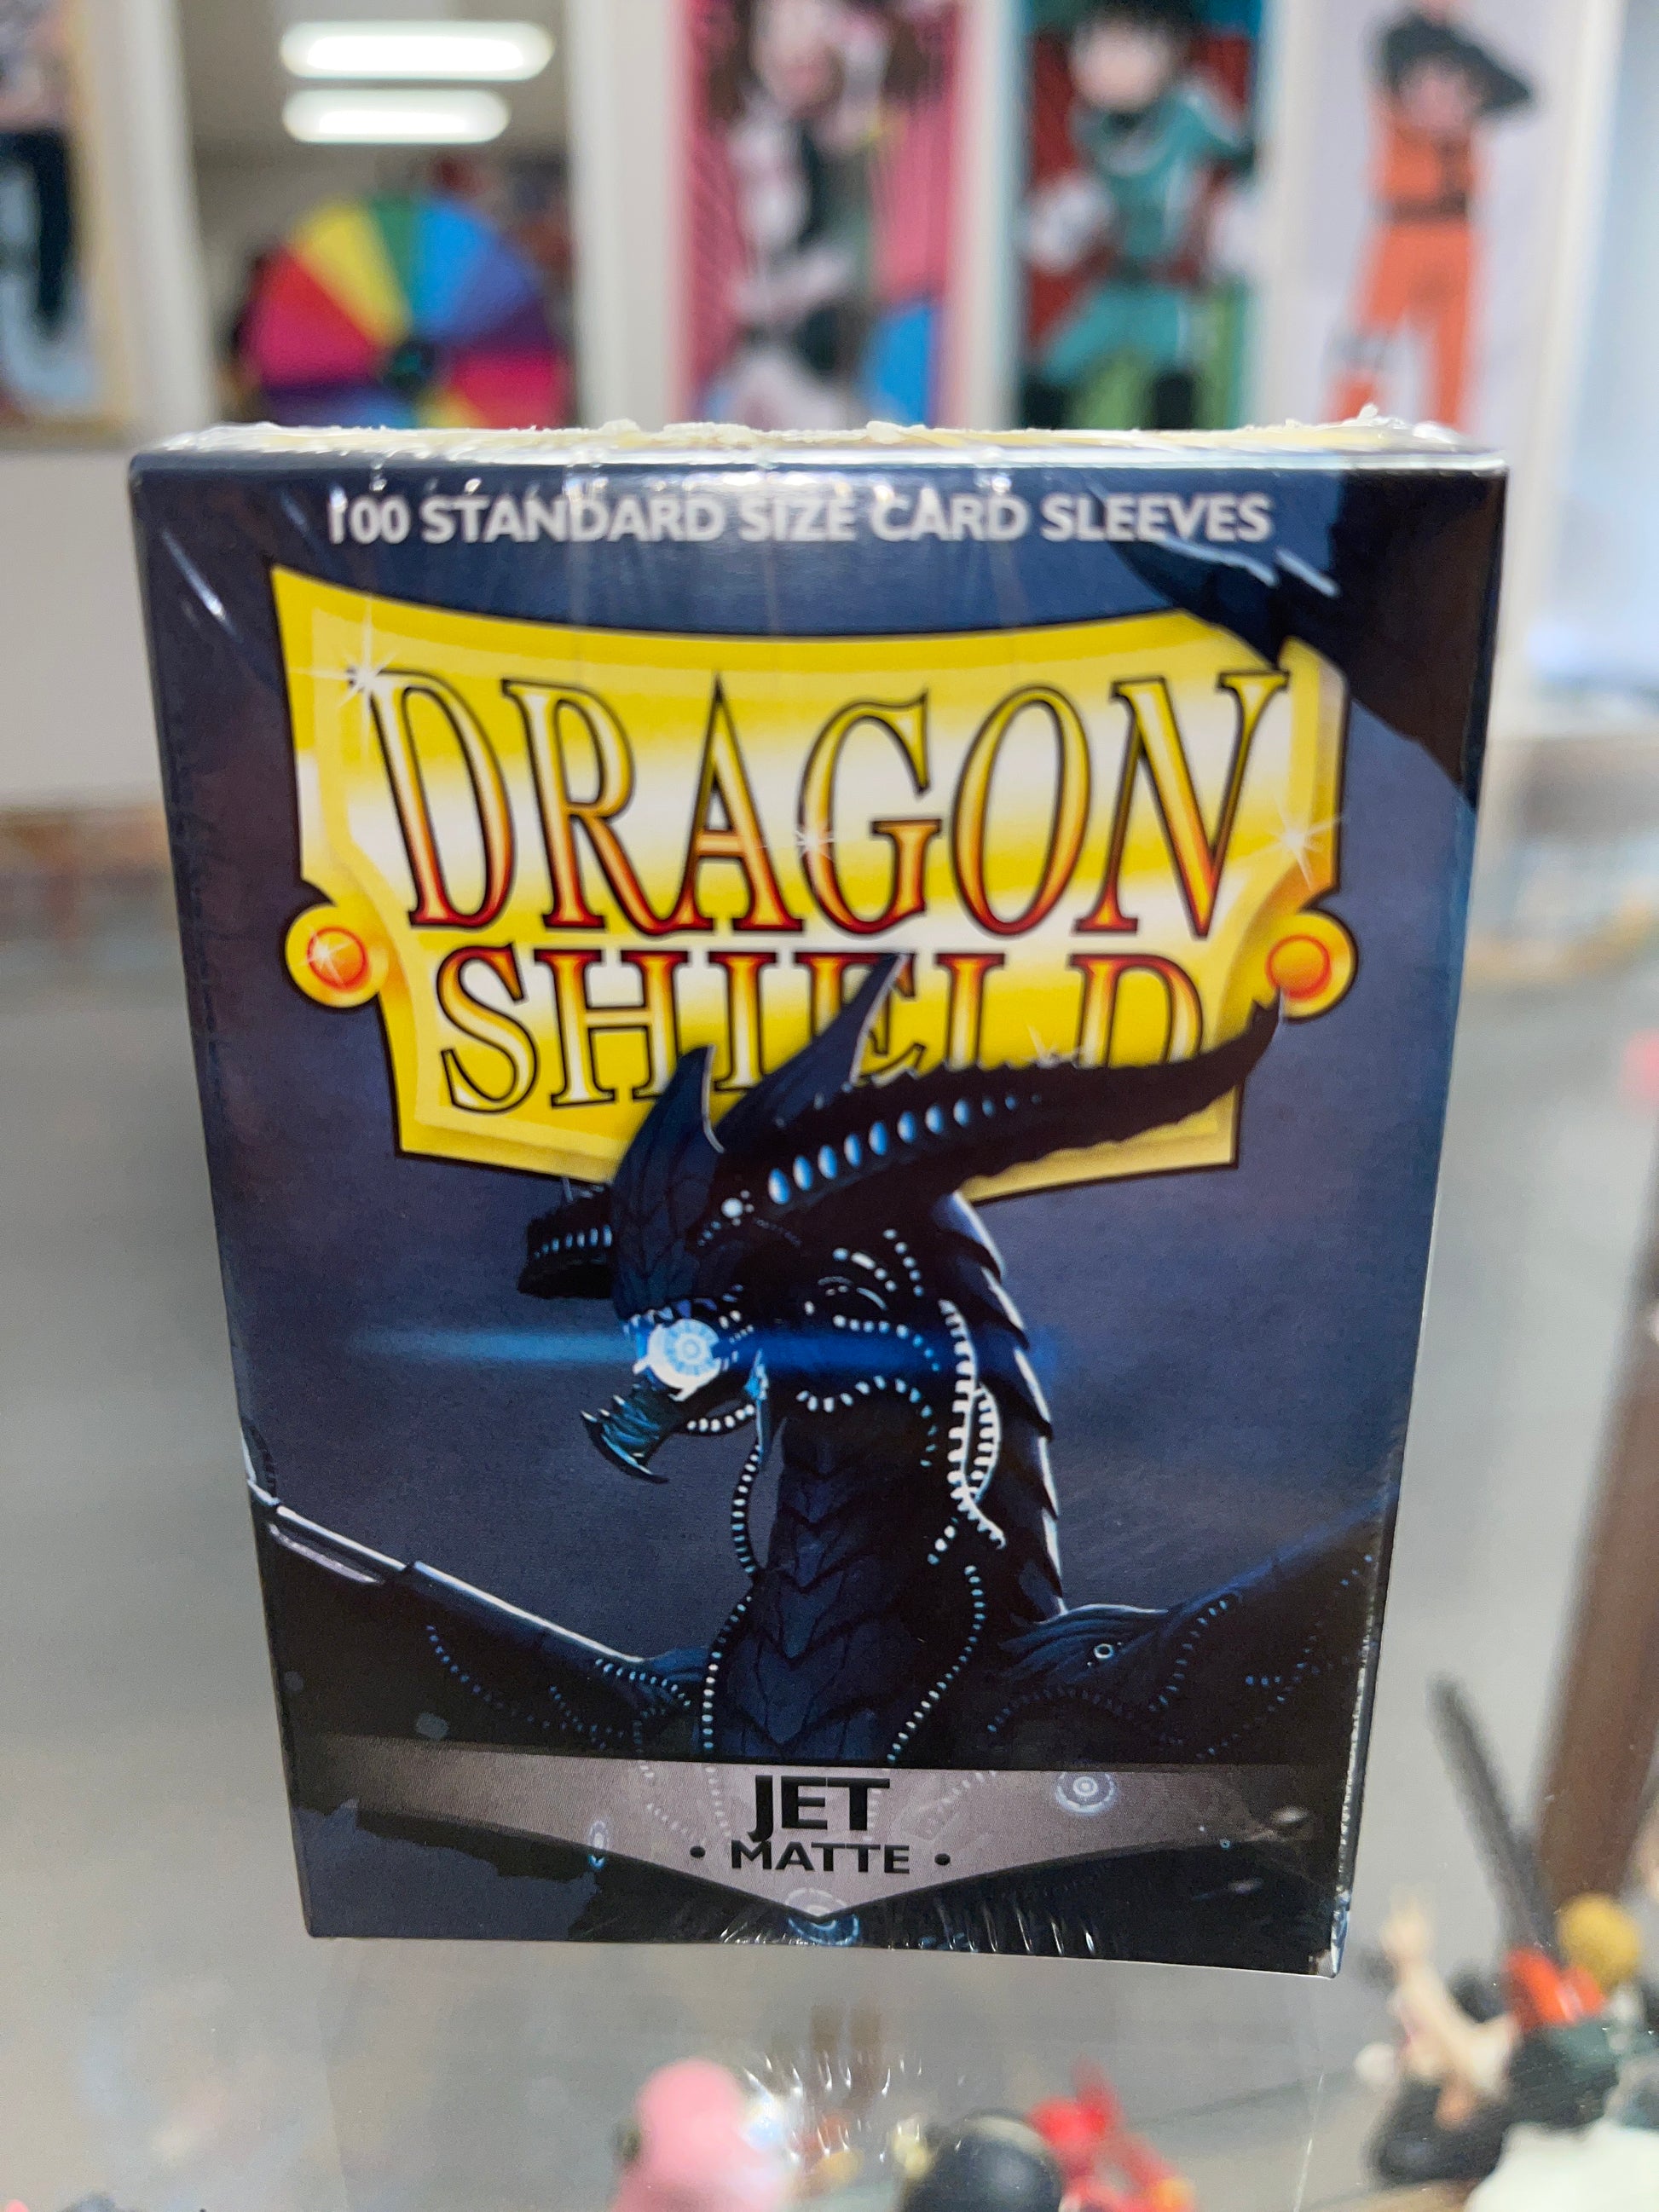 100 STANDARD SIZE CARD SLEEVES
DRAGON
SHIELD
JET
• MATTE •